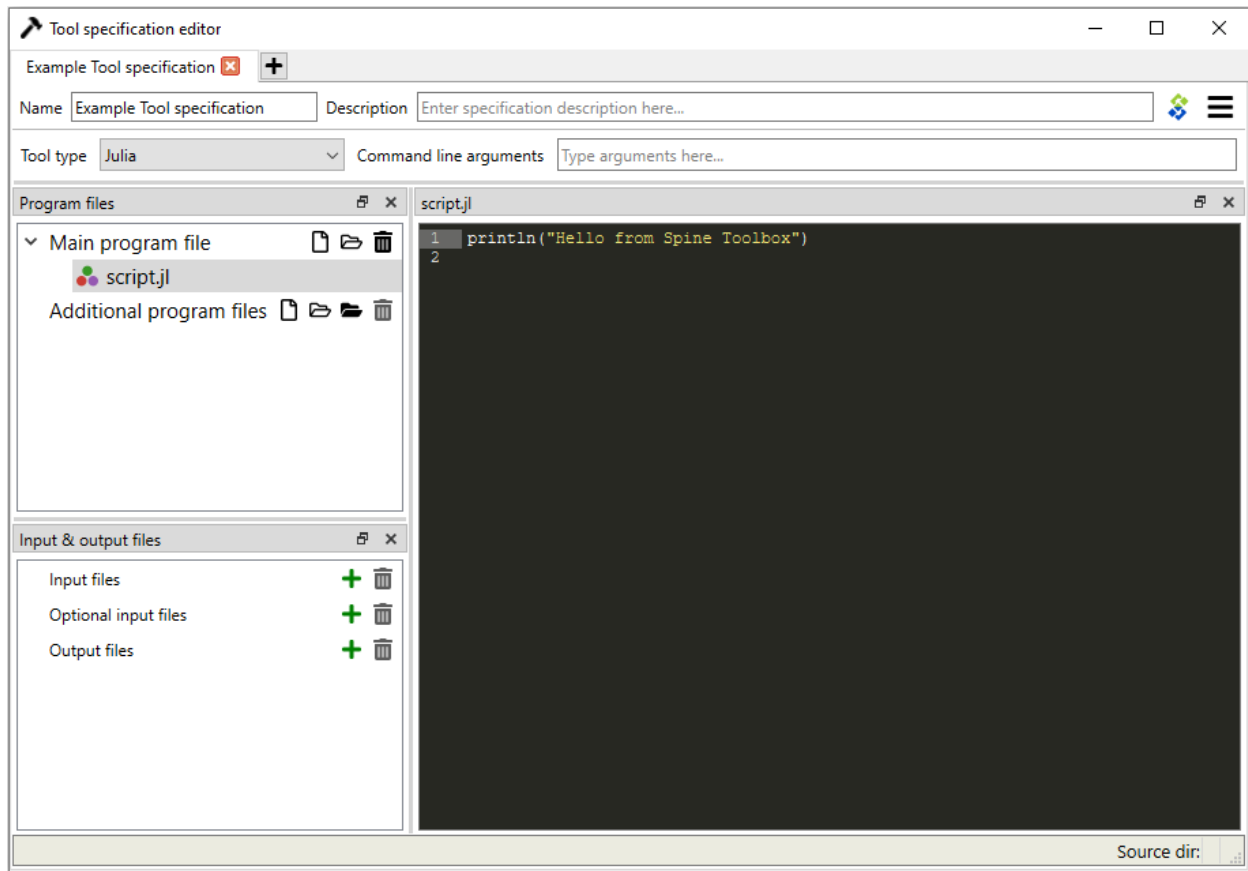 Tool specification editor
Example Tool specification
Name Example Tool specification Description Enter specification description here...
Tool type Julia Command line arguments Type arguments here...
Program files
Main program file
script.jl
Additional program files
Input & output files
Input files
Optional input files
Output files
script.jl
1 println("Hello from Spine Toolbox")
2
Source dir: